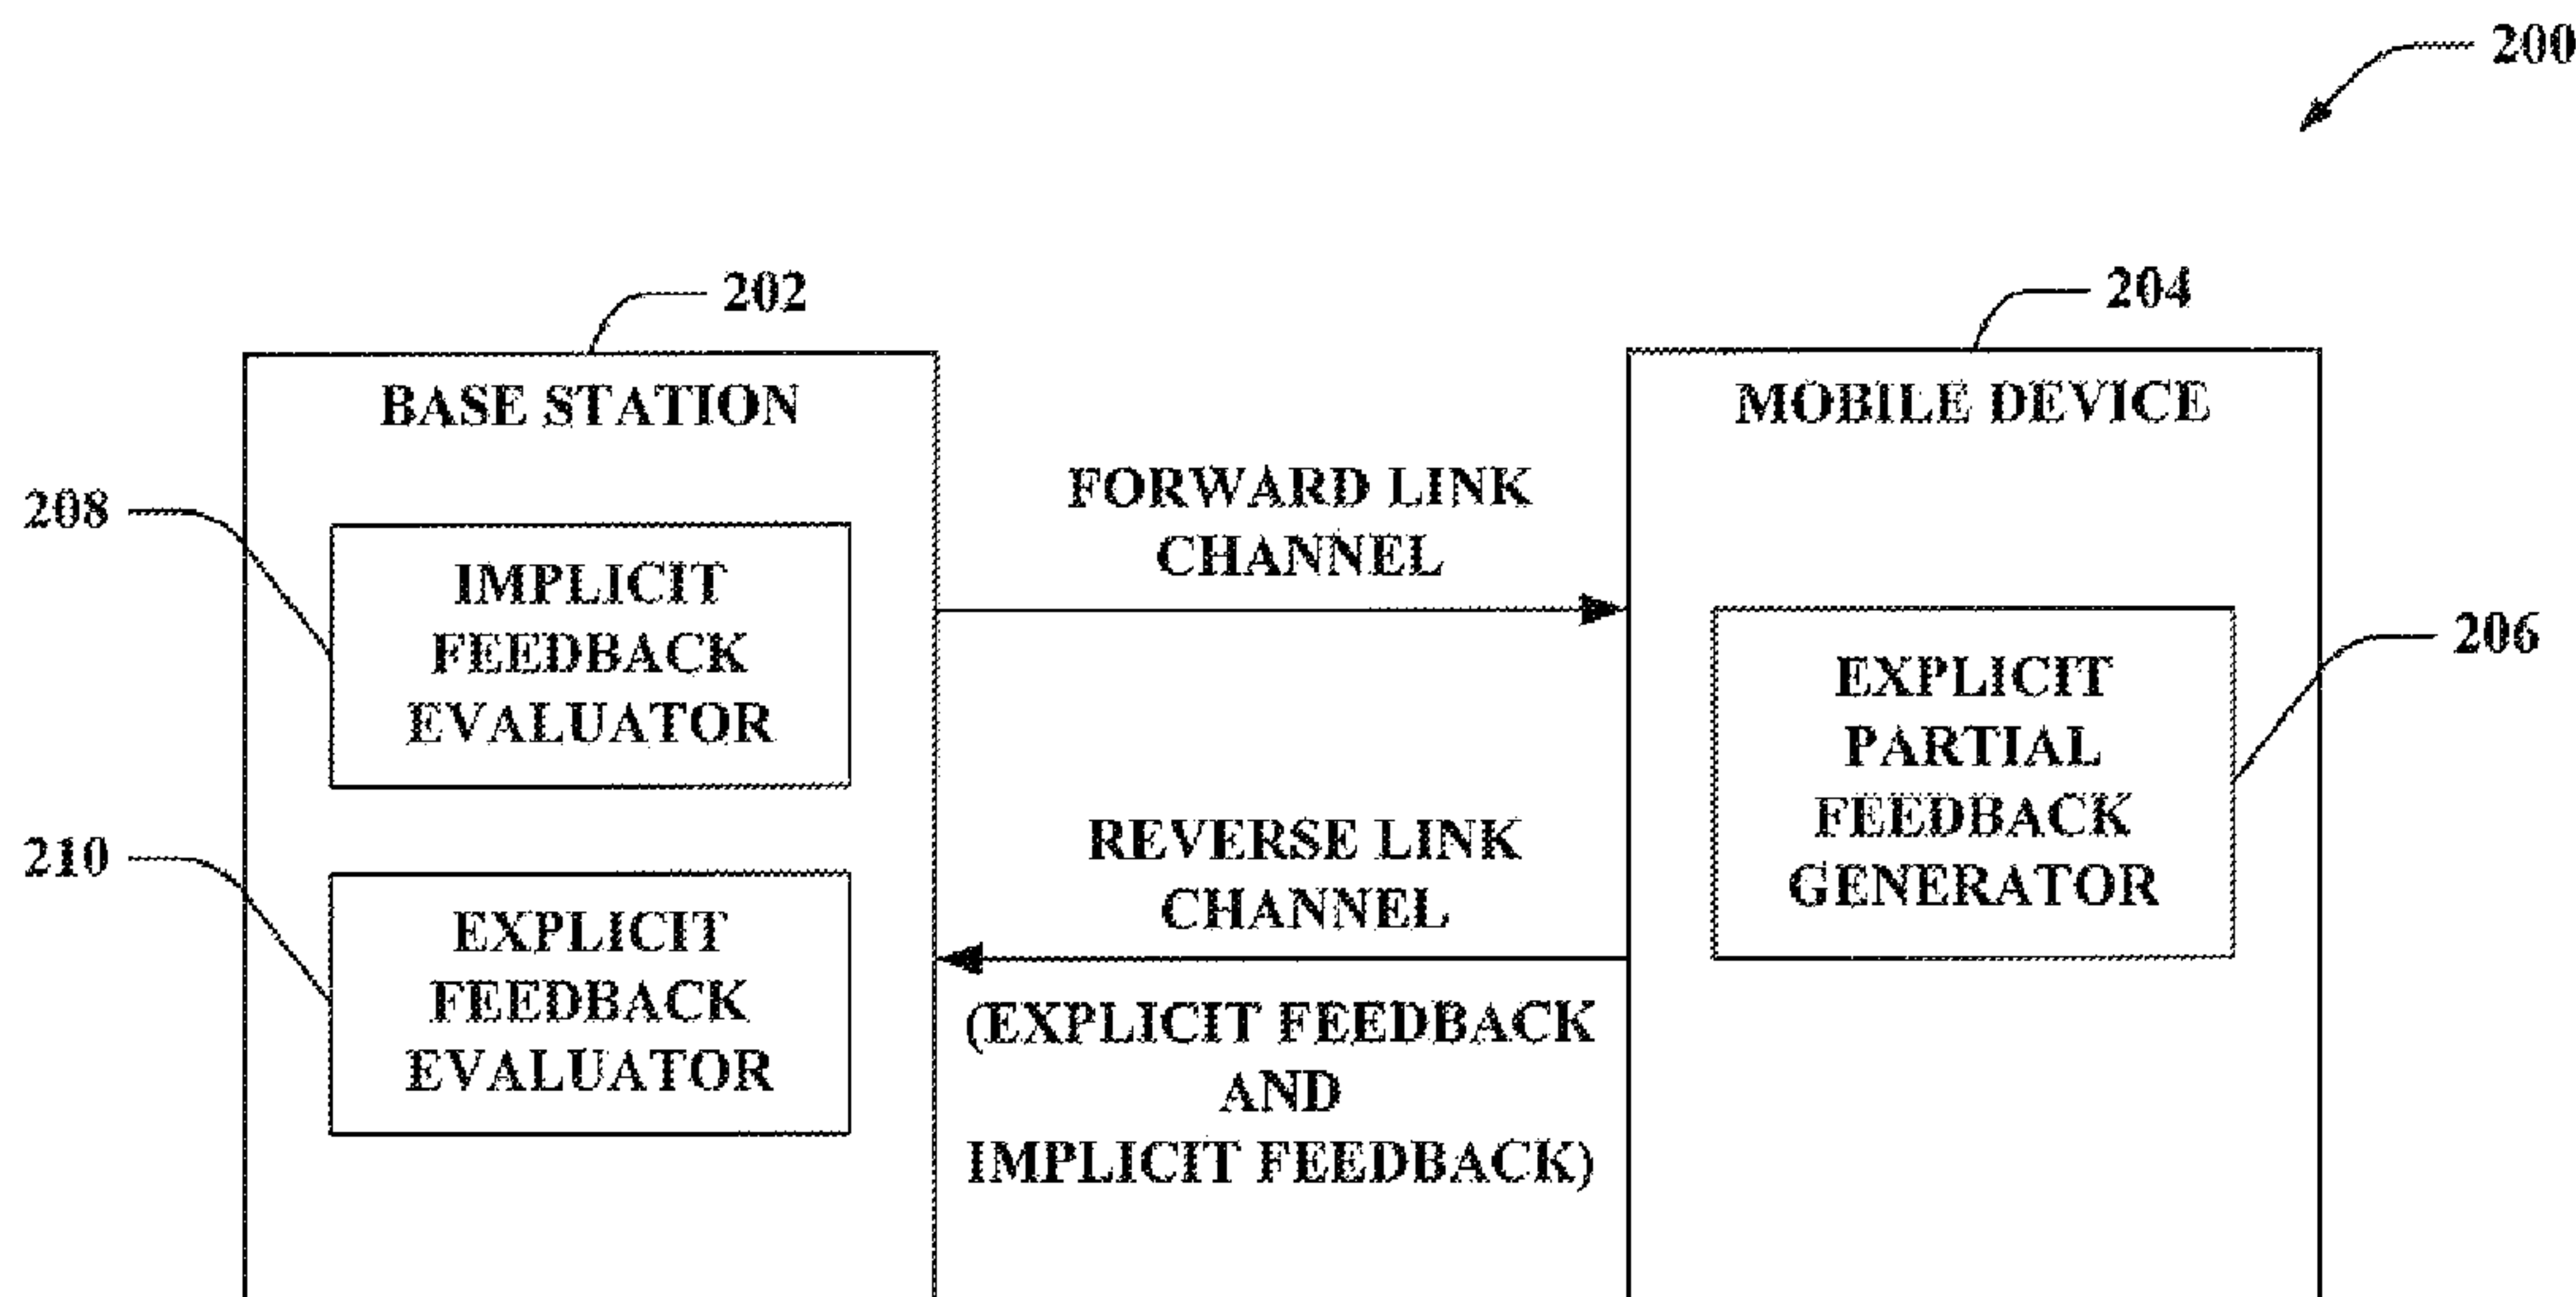 200
202
204
BASE STATION
MOBILE DEVICE
208
IMPLICIT
FEEDBACK
EVALUATOR
FORWARD LINK
CHANNEL
206
EXPLICIT
PARTIAL
FEEDBACK
GENERATOR
210
EXPLICIT
FEEDBACK
EVALUATOR
REVERSE LINK
CHANNEL
(EXPLICIT FEEDBACK
AND
IMPLICIT FEEDBACK)